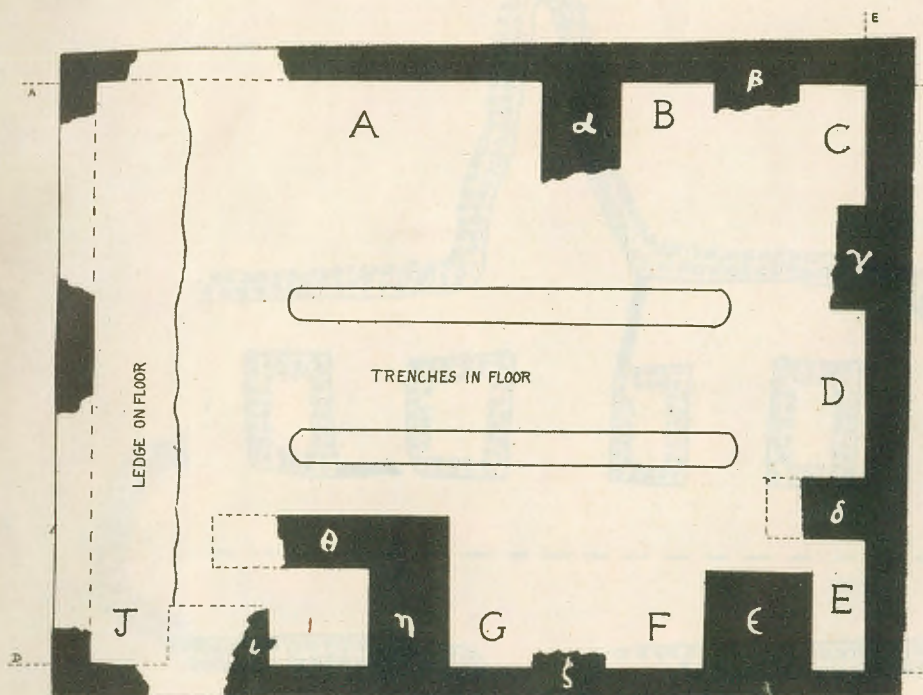 E
A
A
α
B
β
C
γ
TRENCHES IN FLOOR
D
LEDGE ON FLOOR
δ
θ
E
J
ι
I
η
G
F
ϵ
ζ
D